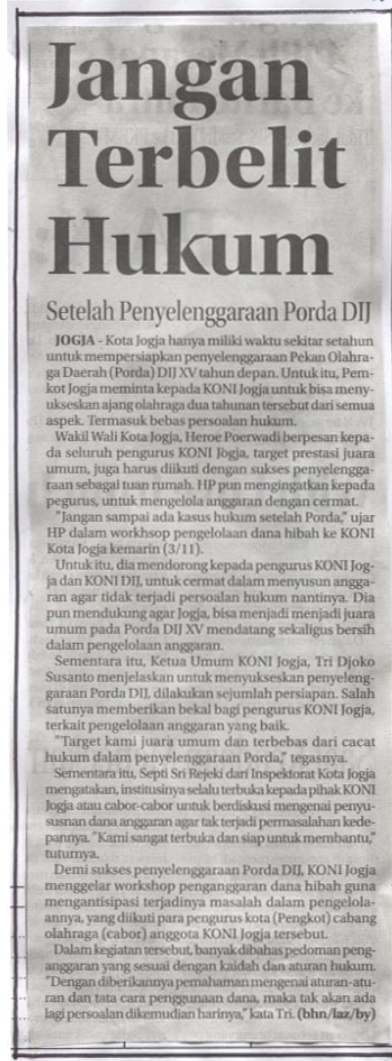 Jangan
Terbelit
Hukum
Setelah Penyelenggaraan Porda DIJ
JOGJA - Kota Jogja hanya miliki waktu sekitar setahun
untuk mempersiapkan penyelenggaraan Pekan Olahra-
ga Daerah (Porda) DIJ XV tahun depan. Untuk itu, Pem-
kot Jogja meminta kepada KONI Jogja untuk bisa meny-
ukseskan ajang olahraga dua tahunan tersebut dari semua
aspek. Termasuk bebas persoalan hukum.
Wakil Wali Kota Jogja, Heroe Poerwadi berpesan kepa-
da seluruh pengurus KONI Jogja, target prestasi juara
umum, juga harus diikuti dengan sukses penyelengga-
raan sebagai tuan rumah. HP pun mengingatkan kepada
pegurus, untuk mengelola anggaran dengan cermat.
"Jangan sampai ada kasus hukum setelah Porda," ujar
HP dalam workhsop pengelolaan dana hibah ke KONI
Kota Jogja kemarin (3/11).
Untuk itu, dia mendorong kepada pengurus KONI Jog-
ja dan KONI DIJ, untuk cermat dalam menyusun angga-
ran agar tidak terjadi persoalan hukum nantinya. Dia
pun mendukung agar Jogja, bisa menjadi menjadi juara
umum pada Porda DIJ XV mendatang sekaligus bersih
dalam pengelolaan anggaran.
Sementara itu, Ketua Umum KONI Jogja, Tri Djoko
Susanto menjelaskan untuk menyukseskan penyeleng-
garaan Porda DIJ, dilakukan sejumlah persiapan. Salah
satunya memberikan bekal bagi pengurus KONI Jogja,
terkait pengelolaan anggaran yang baik.
"Target kami juara umum dan terbebas dari cacat
hukum dalam penyelenggaraan Porda," tegasnya.
Sementara itu, Septi Sri Rejeki dari Inspektorat Kota Jogja
mengatakan, institusinya selalu terbuka kepada pihak KONI
Jogja atau cabor-cabor untuk berdiskusi mengenai penyu-
susnan dana anggaran agar tak terjadi permasalahan kede-
pannya. "Kami sangat terbuka dan siap untuk membantu,"
tuturnya.
Demi sukses penyelenggaraan Porda DIJ, KONI Jogja
menggelar workshop penganggaran dana hibah guna
mengantisipasi terjadinya masalah dalam pengelola-
annya, yang diikuti para pengurus kota (Pengkot) cabang
olahraga (cabor) anggota KONI Jogja tersebut.
Dalam kegiatan tersebut, banyak dibahas pedoman peng-
anggaran yang sesuai dengan kaidah dan aturan hukum.
"Dengan diberikannya pemahaman mengenai aturan-atu-
ran dan tata cara penggunaan dana, maka tak akan ada
lagi persoalan dikemudian harinya," kata Tri. (bhn/laz/by)